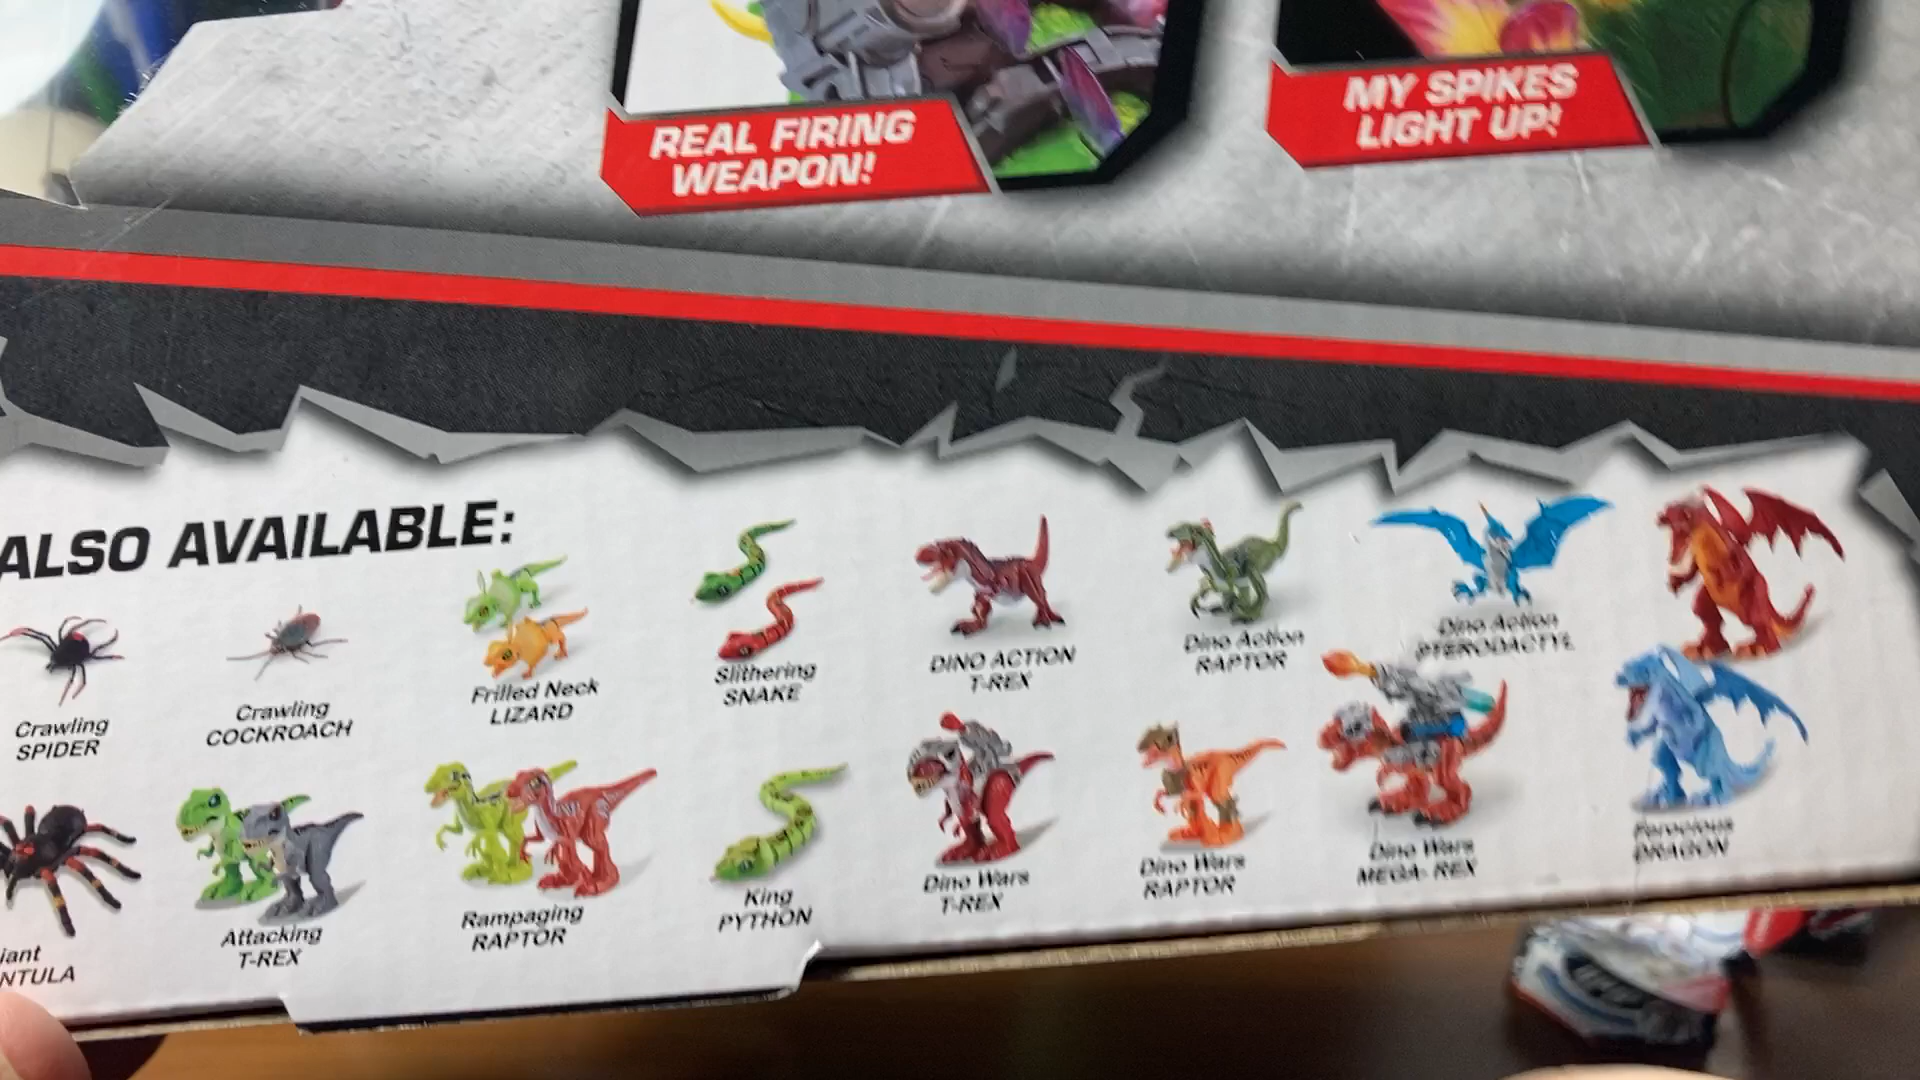 REAL FIRING
WEAPON!
MY SPIKES
LIGHT UP!
ALSO AVAILABLE:
Crawling
SPIDER
Crawling
COCKROACH
Frilled Neck
LIZARD
Slithering
SNAKE
DINO ACTION
T-REX
Dino Action
RAPTOR
Dino Action
PTERODACTYL
iant
NTULA
Attacking
T-REX
Rampaging
RAPTOR
King
PYTHON
Dino Wars
T-REX
Dino Wars
RAPTOR
Dino Wars
MEGA-REX
Ferocious
DRAGON